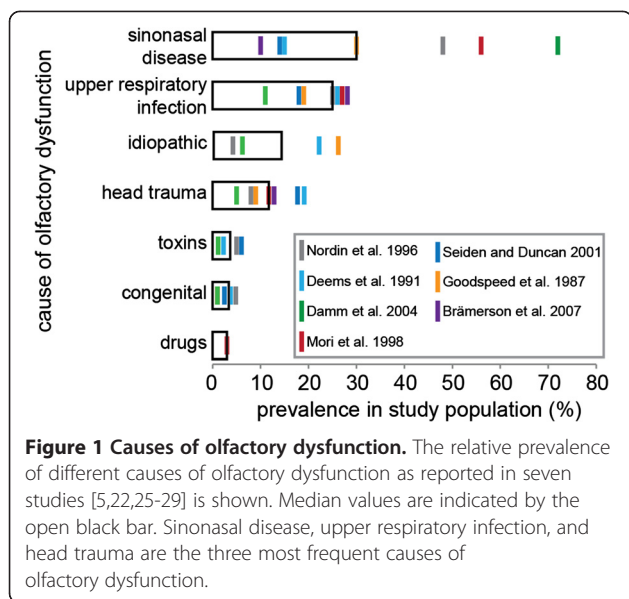 cause of olfactory dysfunction
sinonasal
disease
upper respiratory
infection
idiopathic
head trauma
toxins
congenital
drugs
Nordin et al. 1996
Deems et al. 1991
Damm et al. 2004
Mori et al. 1998
Seiden and Duncan 2001
Goodspeed et al. 1987
Brämerson et al. 2007
0 10 20 30 40 50 60 70 80
prevalence in study population (%)
Figure 1 Causes of olfactory dysfunction. The relative prevalence
of different causes of olfactory dysfunction as reported in seven
studies [5,22,25-29] is shown. Median values are indicated by the
open black bar. Sinonasal disease, upper respiratory infection, and
head trauma are the three most frequent causes of
olfactory dysfunction.